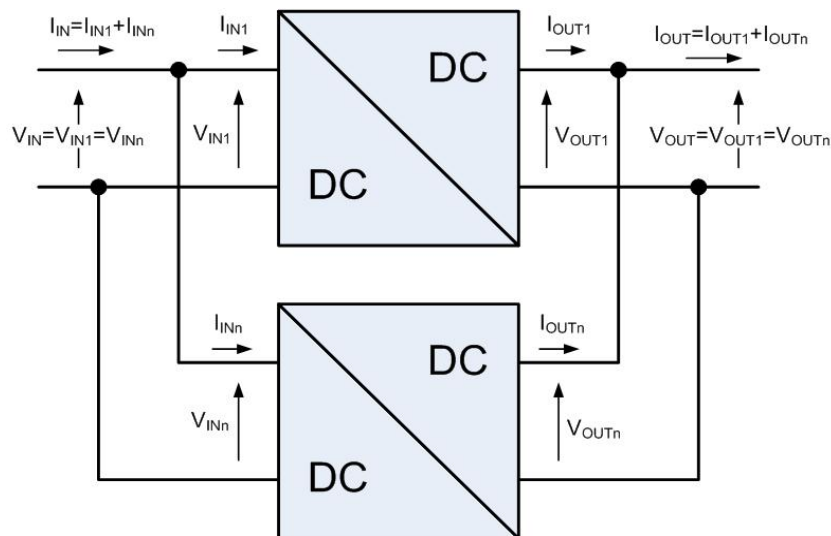 I_IN=I_IN1+I_INn
I_IN1
I_OUT1
I_OUT=I_OUT1+I_OUTn
DC
V_IN=V_IN1=V_INn
V_IN1
V_OUT1
V_OUT=V_OUT1=V_OUTn
DC
I_INn
I_OUTn
DC
V_INn
V_OUTn
DC